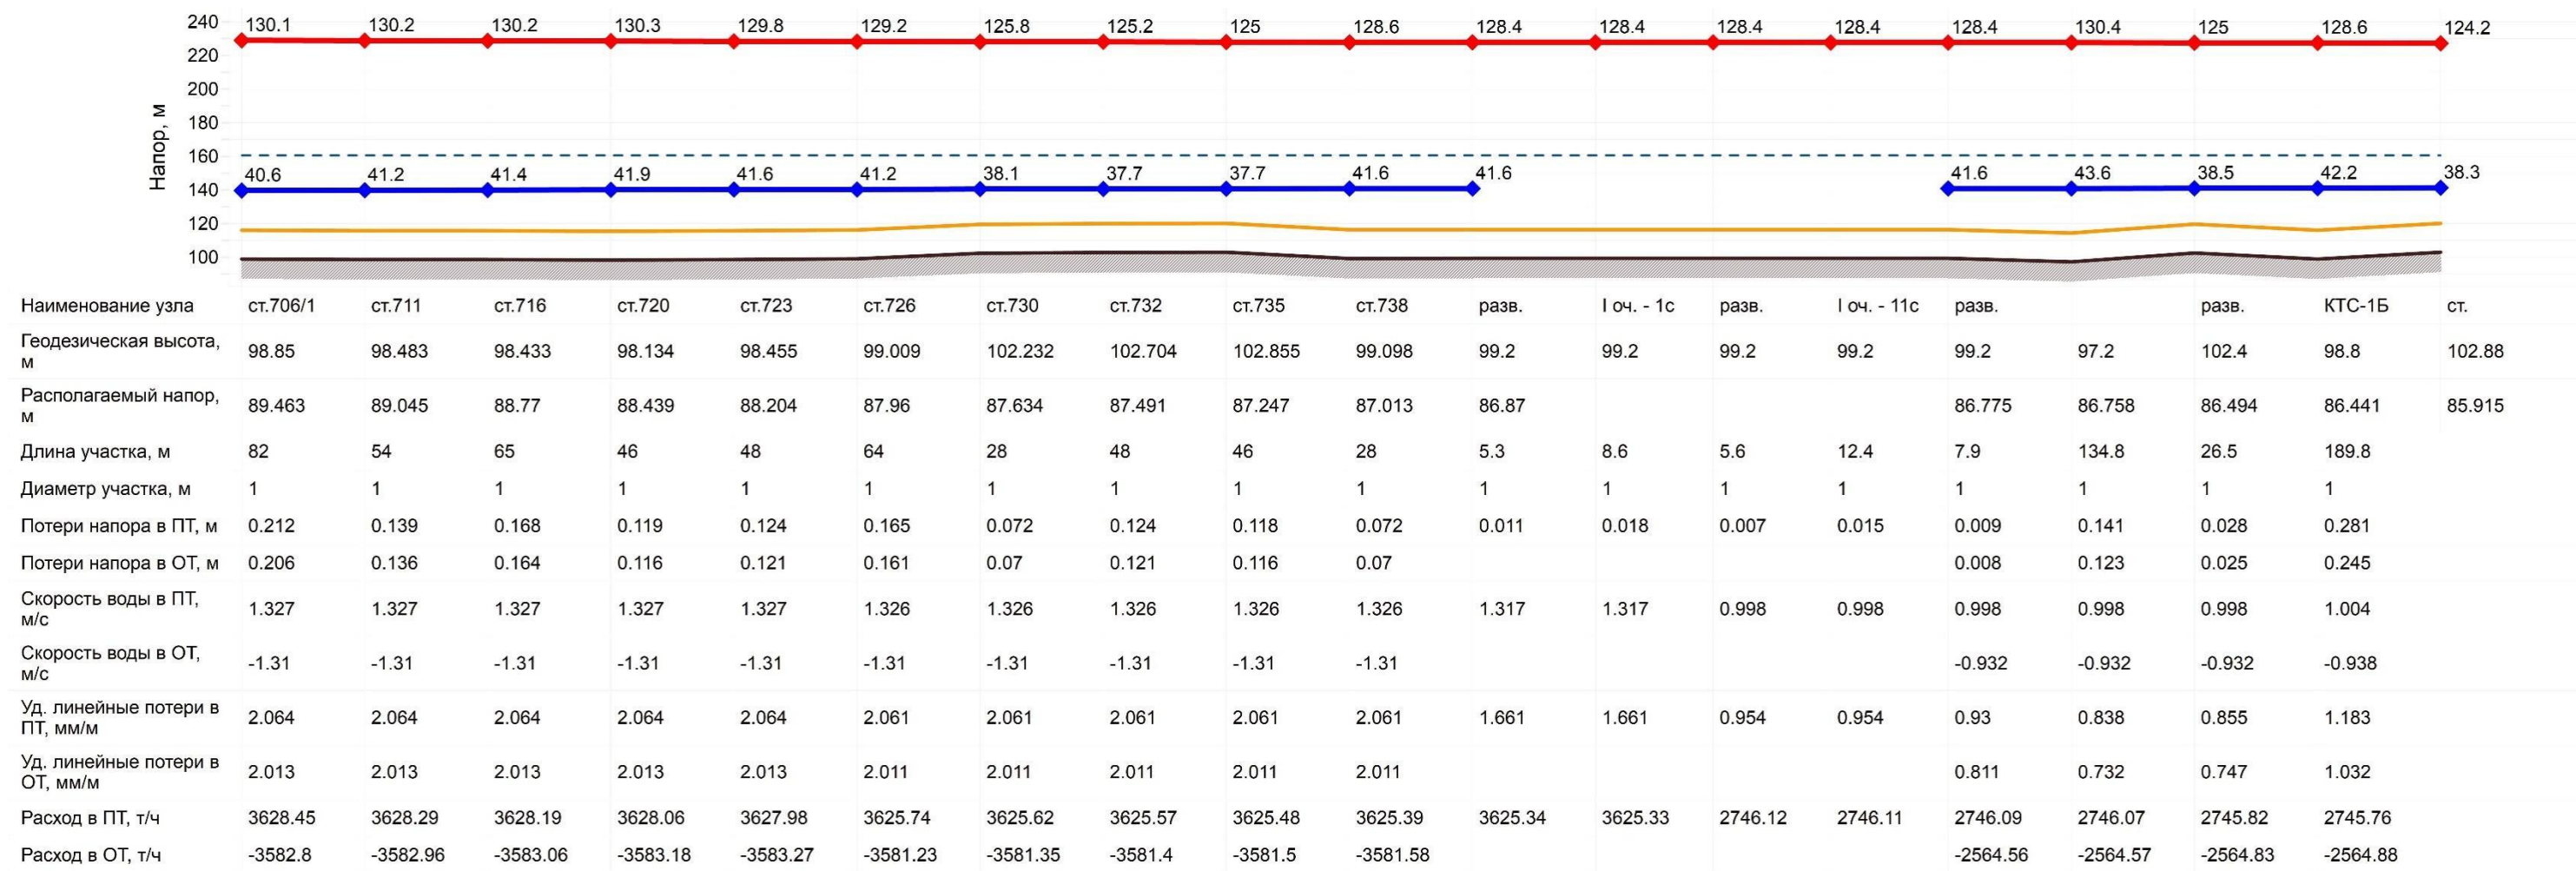 240
220
200
180
160
140
120
100
Напор, м
130.1 130.2 130.2 130.3 129.8 129.2 125.8 125.2 125 128.6 128.4 128.4 128.4 128.4 128.4 130.4 125 128.6 124.2
40.6 41.2 41.4 41.9 41.6 41.2 38.1 37.7 37.7 41.6 41.6 41.6 43.6 38.5 42.2 38.3
Наименование узла ст.706/1 ст.711 ст.716 ст.720 ст.723 ст.726 ст.730 ст.732 ст.735 ст.738 разв. I оч. - 1с разв. I оч. - 11с разв. разв. КТС-1Б ст.
Геодезическая высота,
м
98.85 98.483 98.433 98.134 98.455 99.009 102.232 102.704 102.855 99.098 99.2 99.2 99.2 99.2 99.2 97.2 102.4 98.8 102.88
Располагаемый напор,
м
89.463 89.045 88.77 88.439 88.204 87.96 87.634 87.491 87.247 87.013 86.87 86.775 86.758 86.494 86.441 85.915
Длина участка, м 82 54 65 46 48 64 28 48 46 28 5.3 8.6 5.6 12.4 7.9 134.8 26.5 189.8
Диаметр участка, м 1 1 1 1 1 1 1 1 1 1 1 1 1 1 1 1 1 1
Потери напора в ПТ, м 0.212 0.139 0.168 0.119 0.124 0.165 0.072 0.124 0.118 0.072 0.011 0.018 0.007 0.015 0.009 0.141 0.028 0.281
Потери напора в ОТ, м 0.206 0.136 0.164 0.116 0.121 0.161 0.07 0.121 0.116 0.07 0.008 0.123 0.025 0.245
Скорость воды в ПТ,
м/с
1.327 1.327 1.327 1.327 1.327 1.326 1.326 1.326 1.326 1.326 1.317 1.317 0.998 0.998 0.998 0.998 0.998 1.004
Скорость воды в ОТ,
м/с
-1.31 -1.31 -1.31 -1.31 -1.31 -1.31 -1.31 -1.31 -1.31 -1.31 -0.932 -0.932 -0.932 -0.938
Уд. линейные потери в
ПТ, мм/м
2.064 2.064 2.064 2.064 2.064 2.061 2.061 2.061 2.061 2.061 1.661 1.661 0.954 0.954 0.93 0.838 0.855 1.183
Уд. линейные потери в
ОТ, мм/м
2.013 2.013 2.013 2.013 2.013 2.011 2.011 2.011 2.011 2.011 0.811 0.732 0.747 1.032
Расход в ПТ, т/ч 3628.45 3628.29 3628.19 3628.06 3627.98 3625.74 3625.62 3625.57 3625.48 3625.39 3625.34 3625.33 2746.12 2746.11 2746.09 2746.07 2745.82 2745.76
Расход в ОТ, т/ч -3582.8 -3582.96 -3583.06 -3583.18 -3583.27 -3581.23 -3581.35 -3581.4 -3581.5 -3581.58 -2564.56 -2564.57 -2564.83 -2564.88